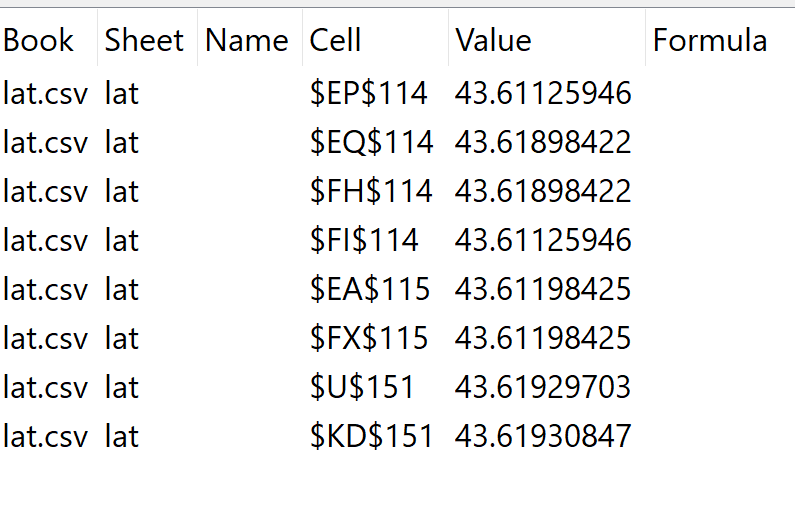 Book Sheet Name Cell Value Formula
lat.csv lat $EP$114 43.61125946
lat.csv lat $EQ$114 43.61898422
lat.csv lat $FH$114 43.61898422
lat.csv lat $FI$114 43.61125946
lat.csv lat $EA$115 43.61198425
lat.csv lat $FX$115 43.61198425
lat.csv lat $U$151 43.61929703
lat.csv lat $KD$151 43.61930847